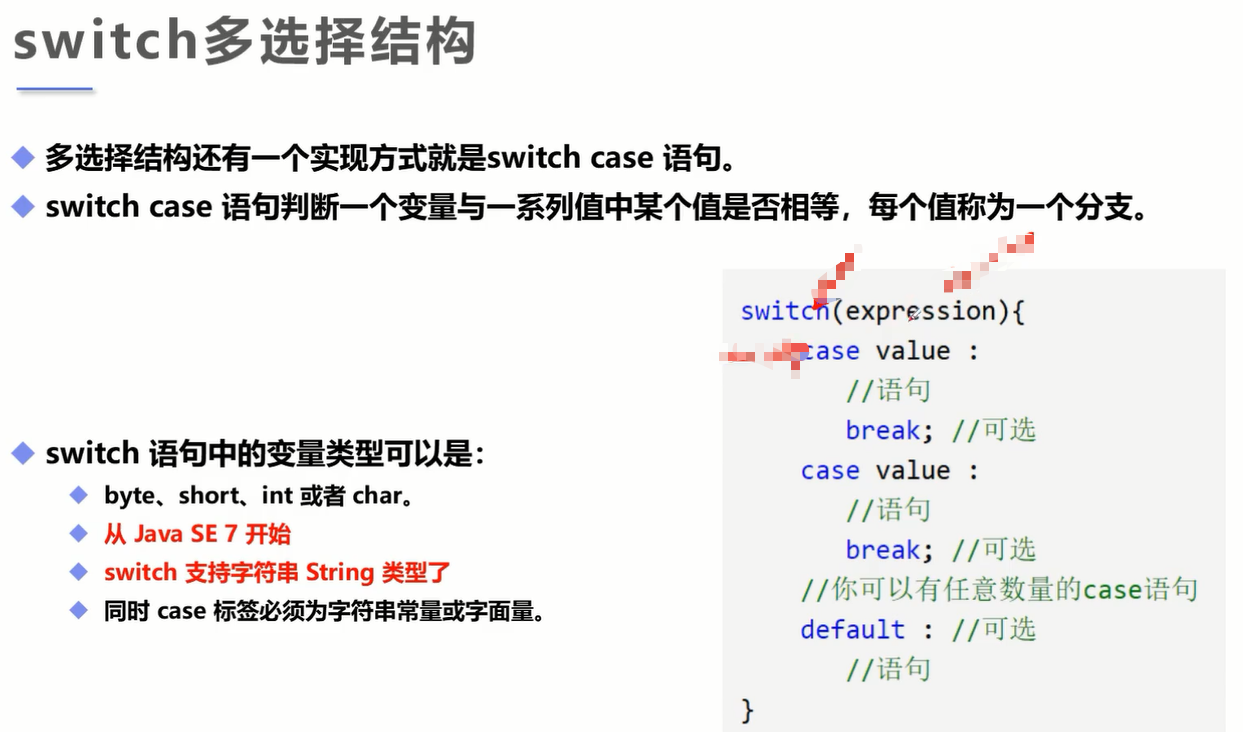 switch多选择结构
多选择结构还有一个实现方式就是switch case 语句。
switch case 语句判断一个变量与一系列值中某个值是否相等，每个值称为一个分支。
switch 语句中的变量类型可以是：
byte、short、int 或者 char。
从 Java SE 7 开始
switch 支持字符串 String 类型了
同时 case 标签必须为字符串常量或字面量。
switch(expression){
case value :
//语句
break; //可选
case value :
//语句
break; //可选
//你可以有任意数量的case语句
default : //可选
//语句
}